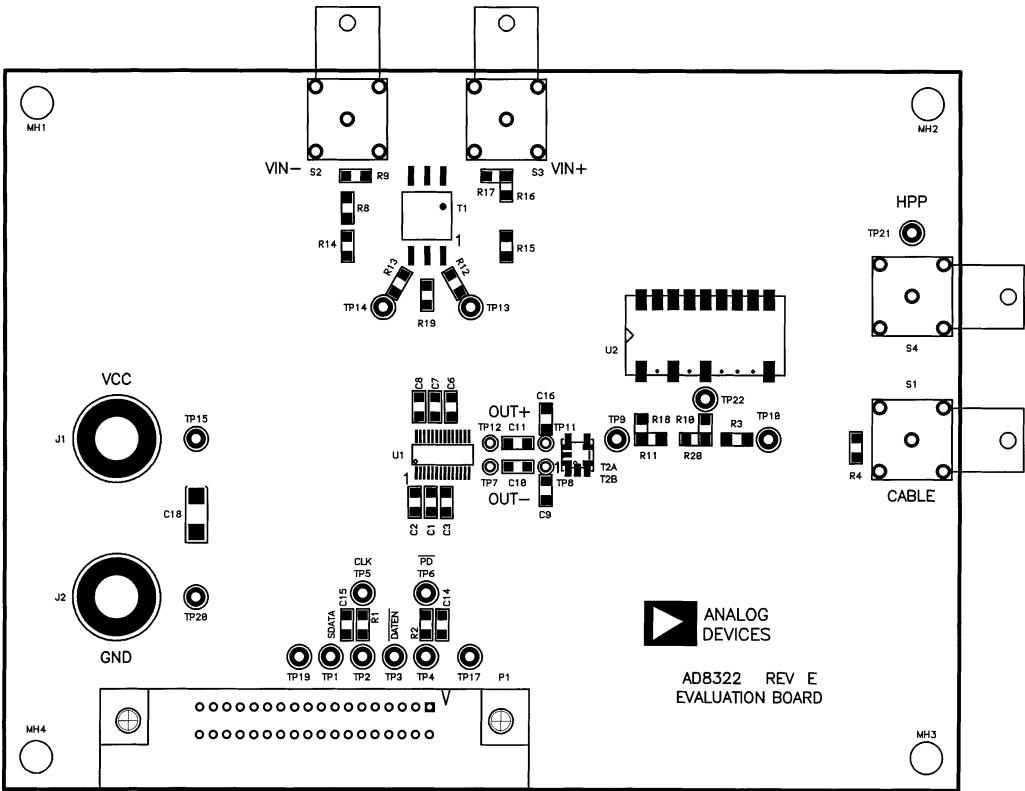 MH1
MH2
VIN-
S2
S3
VIN+
R9
R17
R16
R8
T1
1
R14
R15
HPP
TP21
R13
R12
TP14
TP13
R19
S4
U2
S1
VCC
C8
C7
C6
C16
TP22
OUT+
J1
TP15
TP12
C11
TP11
TP9
R18
R10
R3
TP10
U1
1
1
T2A
T2B
R11
R20
R4
TP7
C10
TP8
OUT-
CABLE
C18
C2
C1
C3
C9
CLK
TP5
PD
TP6
J2
TP20
C15
R1
C14
R2
SDATA
DATEN
ANALOG
DEVICES
GND
TP19
TP1
TP2
TP3
TP4
TP17
P1
AD8322 REV E
EVALUATION BOARD
MH4
MH3